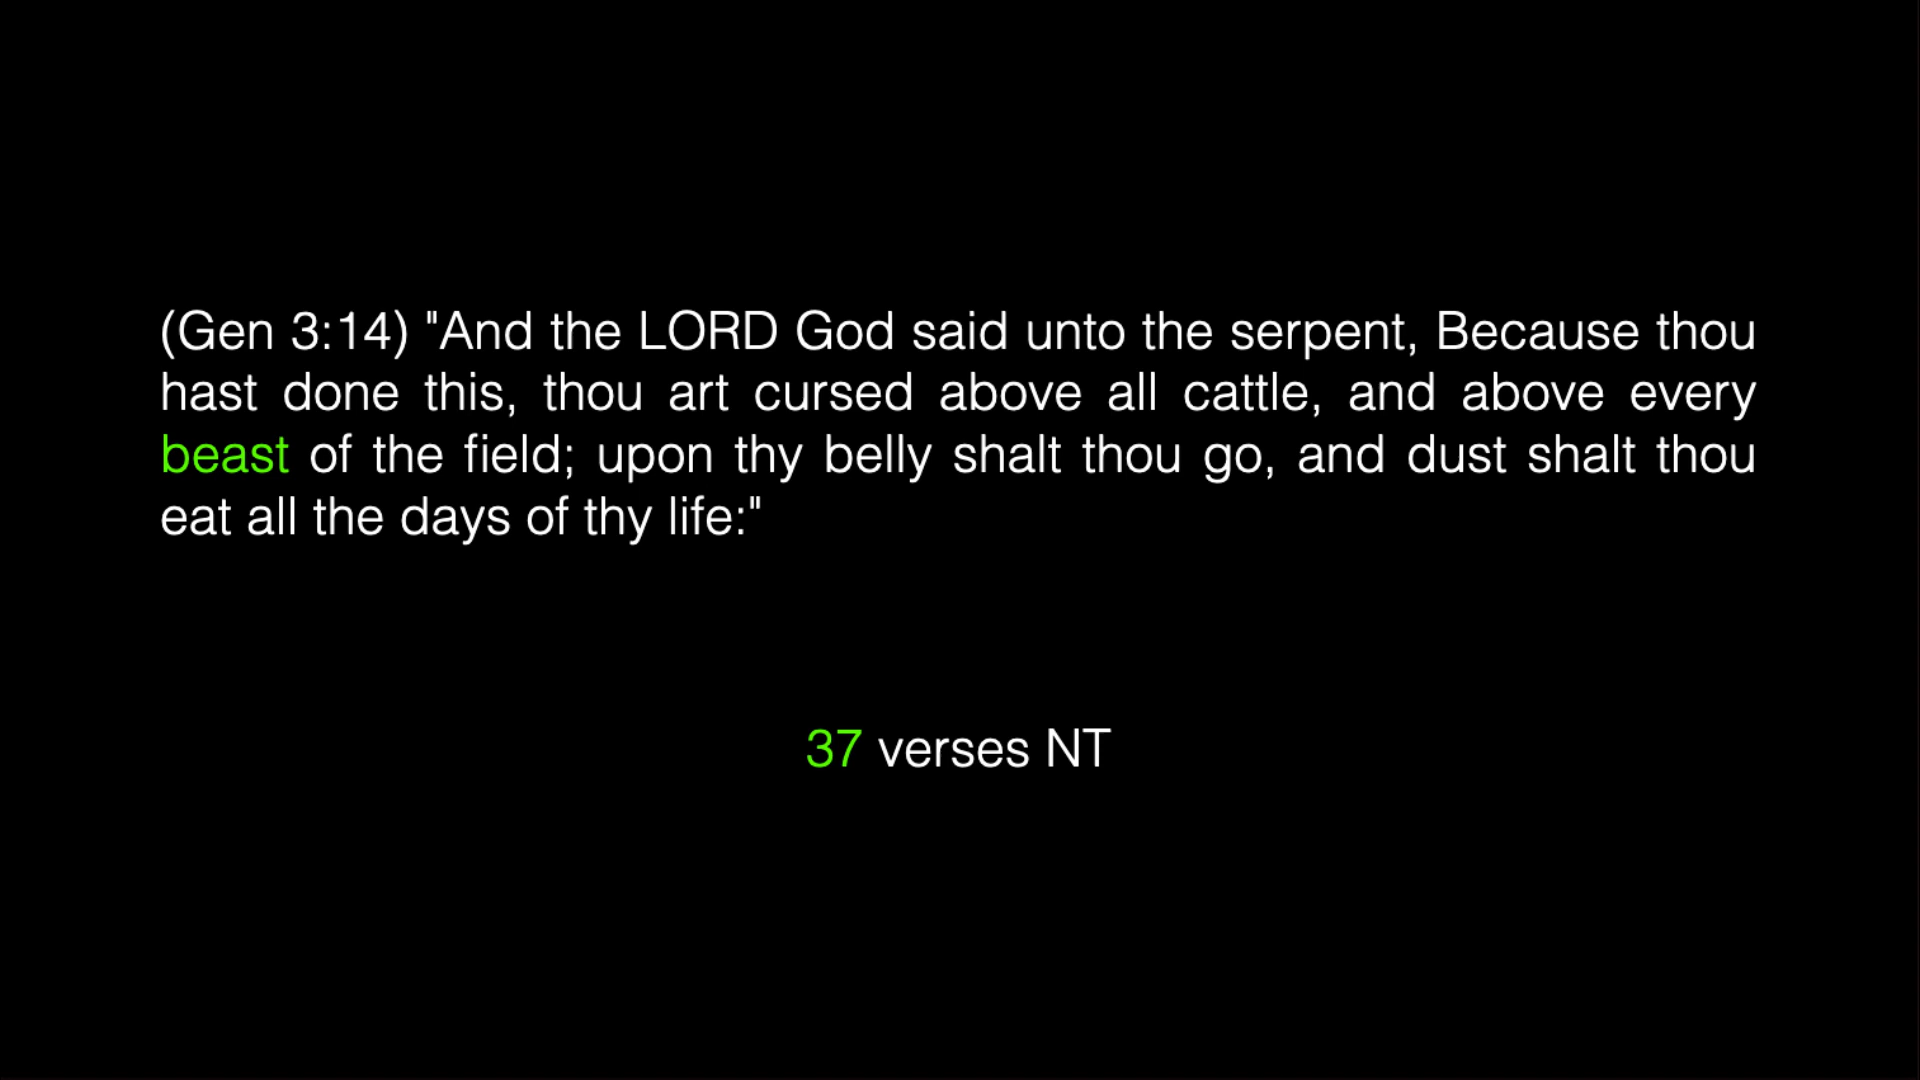 (Gen 3:14) "And the LORD God said unto the serpent, Because thou
hast done this, thou art cursed above all cattle, and above every
beast of the field; upon thy belly shalt thou go, and dust shalt thou
eat all the days of thy life:"
37 verses NT